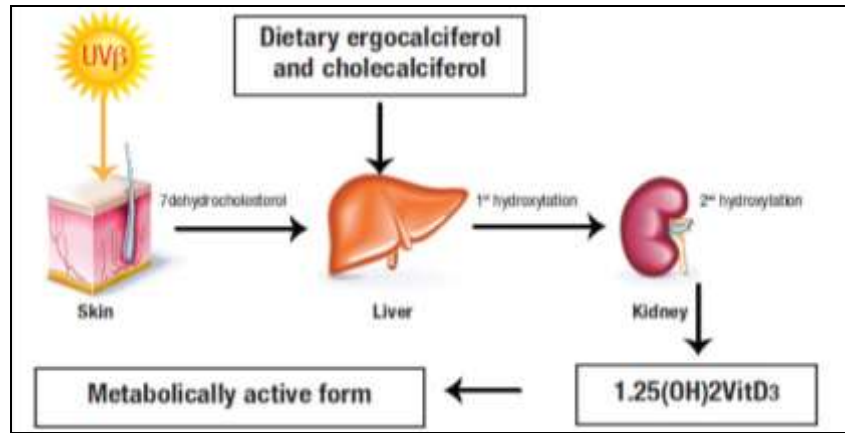 UVβ
Dietary ergocalciferol
and cholecalciferol
7dehydrocholesterol
1st hydroxylation
2nd hydroxylation
Skin
Liver
Kidney
Metabolically active form
1.25(OH)2VitD3